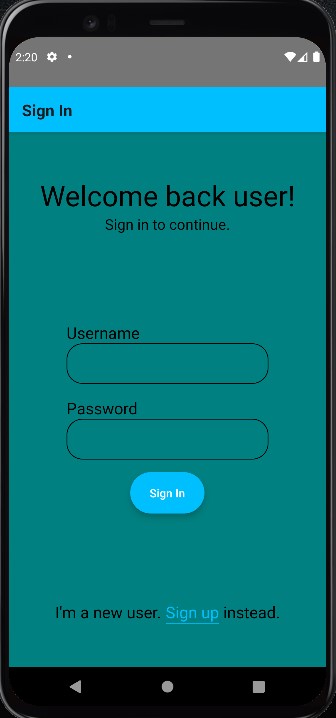 2:20
Sign In
Welcome back user!
Sign in to continue.
Username
Password
Sign In
I'm a new user. Sign up instead.